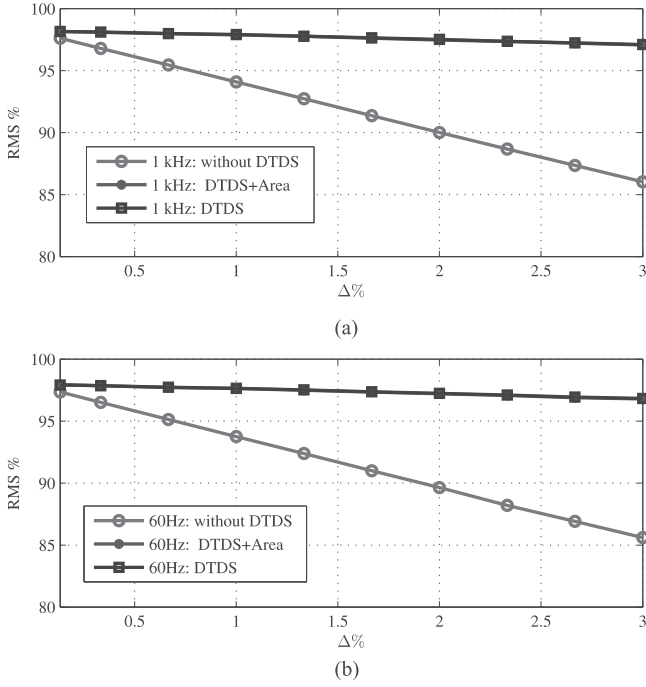 100
95
90
85
80
RMS %
1 kHz: without DTDS
1 kHz: DTDS+Area
1 kHz: DTDS
0.5 1 1.5 2 2.5 3
Δ%
(a)
100
95
90
85
80
RMS %
60Hz: without DTDS
60Hz: DTDS+Area
60Hz: DTDS
0.5 1 1.5 2 2.5 3
Δ%
(b)